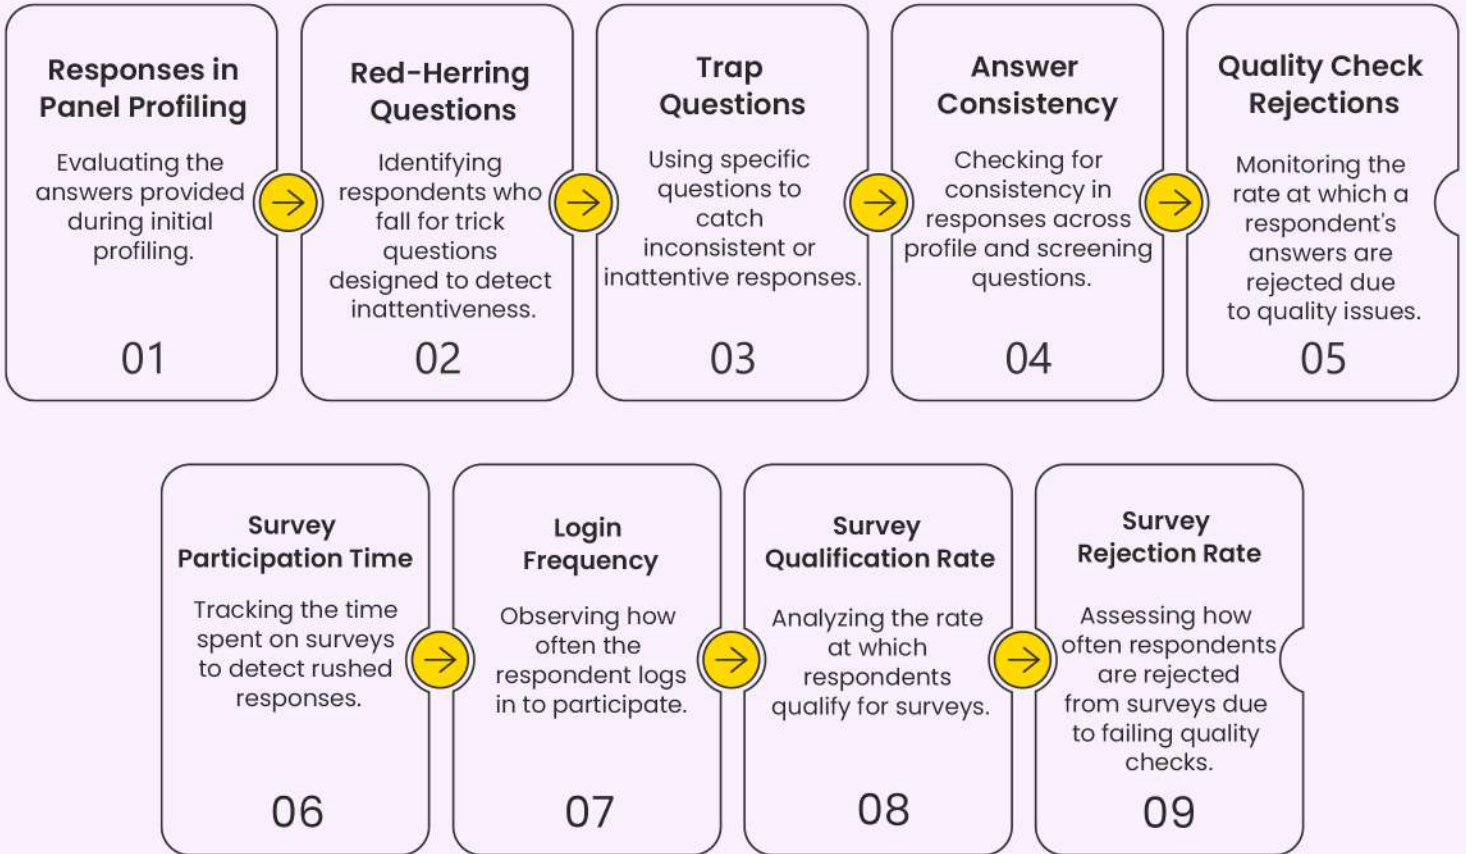 Responses in
Panel Profiling
Evaluating the
answers provided
during initial
profiling.
01
Red-Herring
Questions
Identifying
respondents who
fall for trick
questions
designed to detect
inattentiveness.
02
Trap
Questions
Using specific
questions to
catch
inconsistent or
inattentive responses.
03
Answer
Consistency
Checking for
consistency in
responses across
profile and screening
questions.
04
Quality Check
Rejections
Monitoring the
rate at which a
respondent's
answers are
rejected due
to quality issues.
05
Survey
Participation Time
Tracking the time
spent on surveys
to detect rushed
responses.
06
Login
Frequency
Observing how
often the
respondent logs
in to participate.
07
Survey
Qualification Rate
Analyzing the rate
at which
respondents
qualify for surveys.
08
Survey
Rejection Rate
Assessing how
often respondents
are rejected
from surveys due
to failing quality
checks.
09